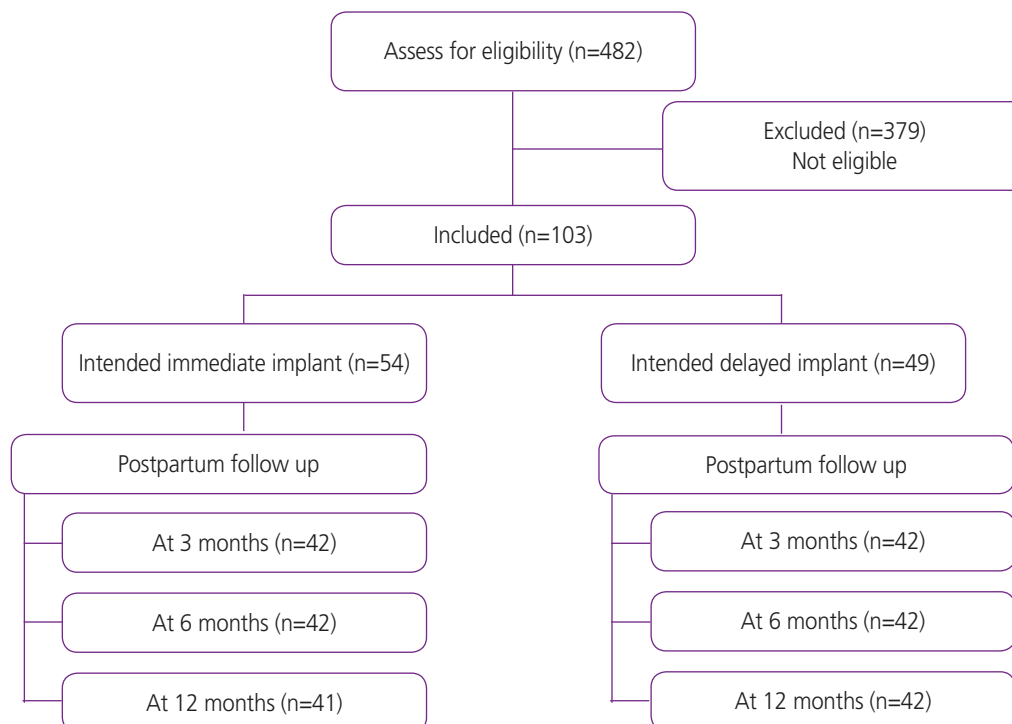 Assess for eligibility (n=482)
Excluded (n=379)
Not eligible
Included (n=103)
Intended immediate implant (n=54)
Intended delayed implant (n=49)
Postpartum follow up
Postpartum follow up
At 3 months (n=42)
At 3 months (n=42)
At 6 months (n=42)
At 6 months (n=42)
At 12 months (n=41)
At 12 months (n=42)